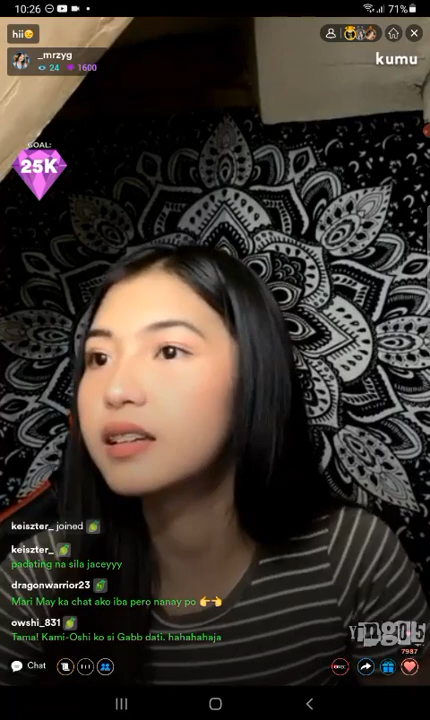 10:26
71%
hii😉
_mrzyg
24 1600
kumu
GOAL:
25K
keiszter_ joined
keiszter_
padating na sila jaceyyy
dragonwarrior23
Mari May ka chat ako iba pero nanay po 👉👈
owshi_831
Tama! Kami-Oshi ko si Gabb dati. hahahahaja
7987
Chat